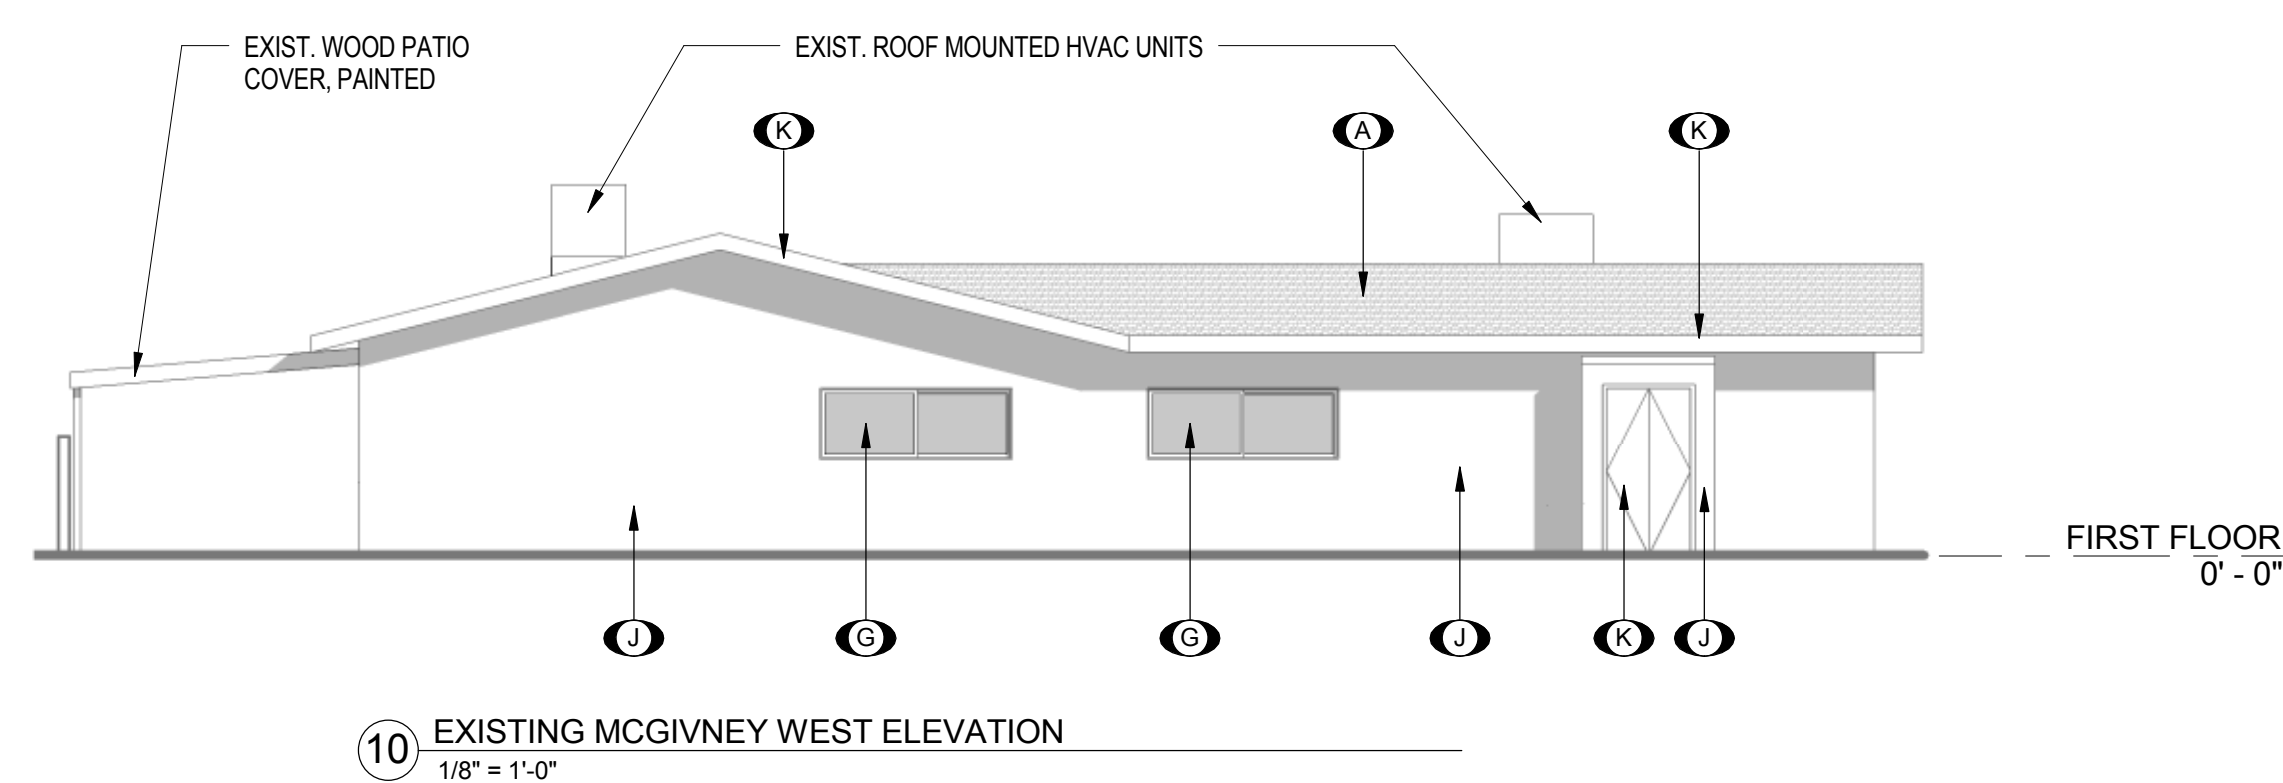 EXIST. WOOD PATIO
COVER, PAINTED
EXIST. ROOF MOUNTED HVAC UNITS
K
A
K
FIRST FLOOR
0' - 0"
J
G
G
J
K
J
10
EXISTING MCGIVNEY WEST ELEVATION
1/8" = 1'-0"